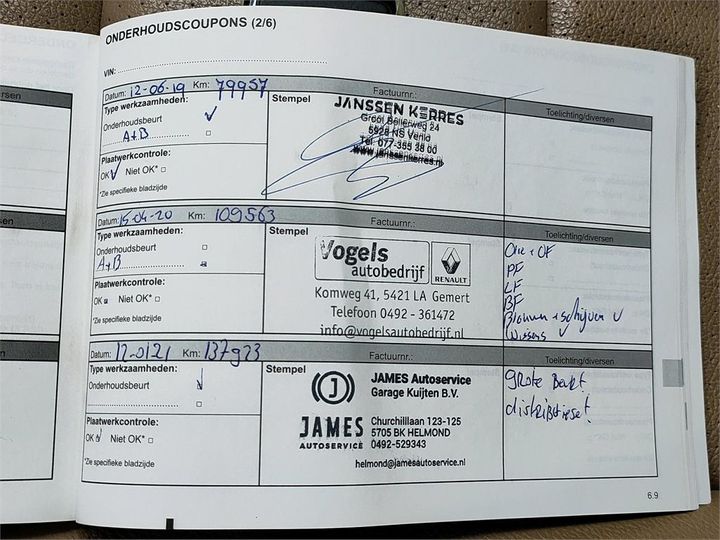 ONDERHOUDSCOUPONS (2/6)
VIN:
Datum: 12-06-19 Km: 79957 Factuurnr.:
Type werkzaamheden: Stempel Toelichting/diversen
Onderhoudsbeurt
A+B
Plaatwerkcontrole:
OK Niet OK*
*Zie specifieke bladzijde
JANSSEN KERRES
Groot Bollerweg 24
5928 NS Venlo
Tel. 077-355 38 00
www.janssenkerres.nl
Datum: 15-04-20 Km: 109563 Factuurnr.:
Type werkzaamheden: Stempel Toelichting/diversen
Onderhoudsbeurt
A+B
Plaatwerkcontrole:
OK Niet OK*
*Zie specifieke bladzijde
Vogels
autobedrijf
RENAULT
Komweg 41, 5421 LA Gemert
Telefoon 0492 - 361472
info@vogelsautobedrijf.nl
Olie + OF
PF
LF
BF
Wissers
Datum: Km: 137923 Factuurnr.:
Type werkzaamheden: Stempel Toelichting/diversen
Onderhoudsbeurt
Plaatwerkcontrole:
OK Niet OK*
*Zie specifieke bladzijde
JAMES
AUTOSERVICE
JAMES Autoservice
Garage Kuijten B.V.
Churchilllaan 123-125
5705 BK HELMOND
0492-529343
helmond@jamesautoservice.nl
grote Beurt
distributieset!
6.9